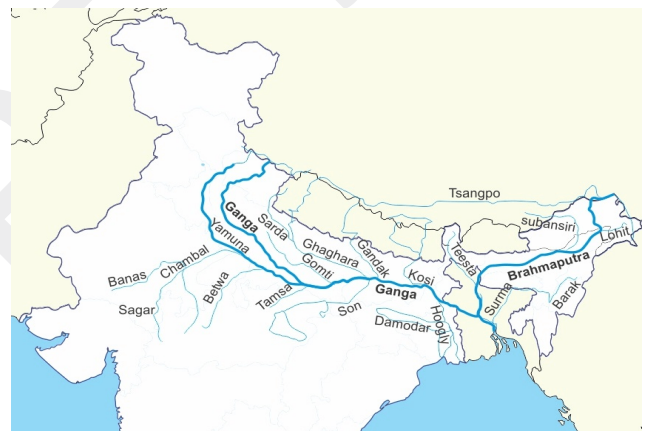 Tsangpo
subansiri
Lohit
Ganga
Sarda
Yamuna
Ghaghara
Gandak
Teesta
Brahmaputra
Chambal
Gomti
Kosi
Banas
Betwa
Tamsa
Ganga
Surma
Barak
Sagar
Son
Hoogly
Damodar